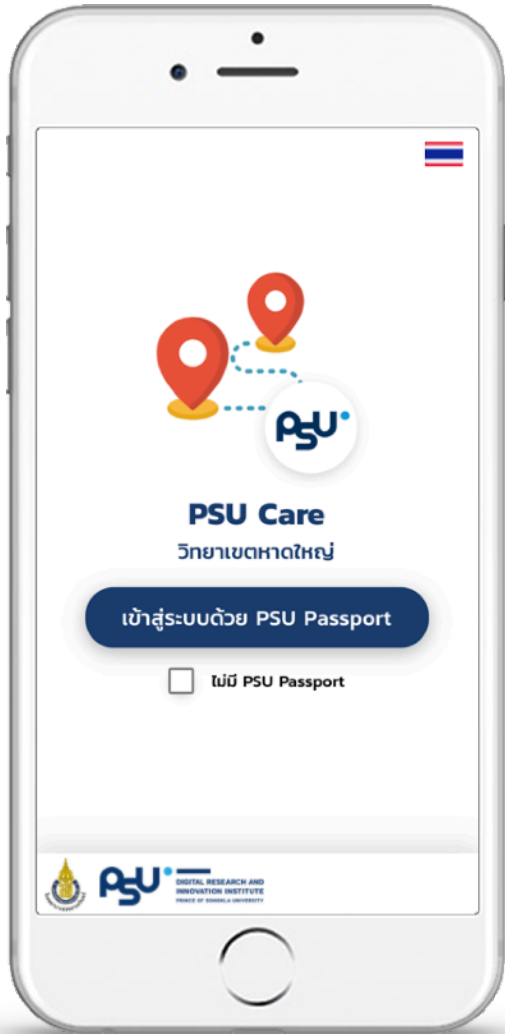 PSU
PSU Care
วิทยาเขตหาดใหญ่
เข้าสู่ระบบด้วย PSU Passport
ไม่มี PSU Passport
PSU
DIGITAL RESEARCH AND
INNOVATION INSTITUTE
PRINCE OF SONGKLA UNIVERSITY